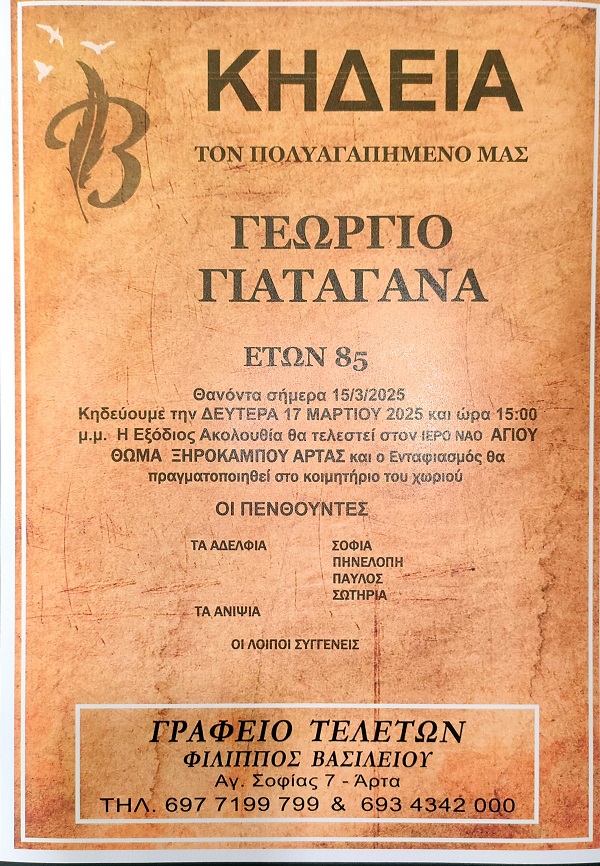 B
ΚΗΔΕΙΑ
ΤΟΝ ΠΟΛΥΑΓΑΠΗΜΕΝΟ ΜΑΣ
ΓΕΩΡΓΙΟ
ΓΙΑΤΑΓΑΝΑ
ΕΤΩΝ 85
Θανόντα σήμερα 15/3/2025
Κηδεύουμε την ΔΕΥΤΕΡΑ 17 ΜΑΡΤΙΟΥ 2025 και ώρα 15:00
μ.μ. Η Εξόδιος Ακολουθία θα τελεστεί στον ΙΕΡΟ ΝΑΟ ΑΓΙΟΥ
ΘΩΜΑ ΞΗΡΟΚΑΜΠΟΥ ΑΡΤΑΣ και ο Ενταφιασμός θα
πραγματοποιηθεί στο κοιμητήριο του χωριού
ΟΙ ΠΕΝΘΟΥΝΤΕΣ
ΤΑ ΑΔΕΛΦΙΑ ΣΟΦΙΑ
ΠΗΝΕΛΟΠΗ
ΠΑΥΛΟΣ
ΣΩΤΗΡΙΑ
ΤΑ ΑΝΙΨΙΑ
ΟΙ ΛΟΙΠΟΙ ΣΥΓΓΕΝΕΙΣ
ΓΡΑΦΕΙΟ ΤΕΛΕΤΩΝ
ΦΙΛΙΠΠΟΣ ΒΑΣΙΛΕΙΟΥ
Αγ. Σοφίας 7 - Άρτα
ΤΗΛ. 697 7199 799 & 693 4342 000